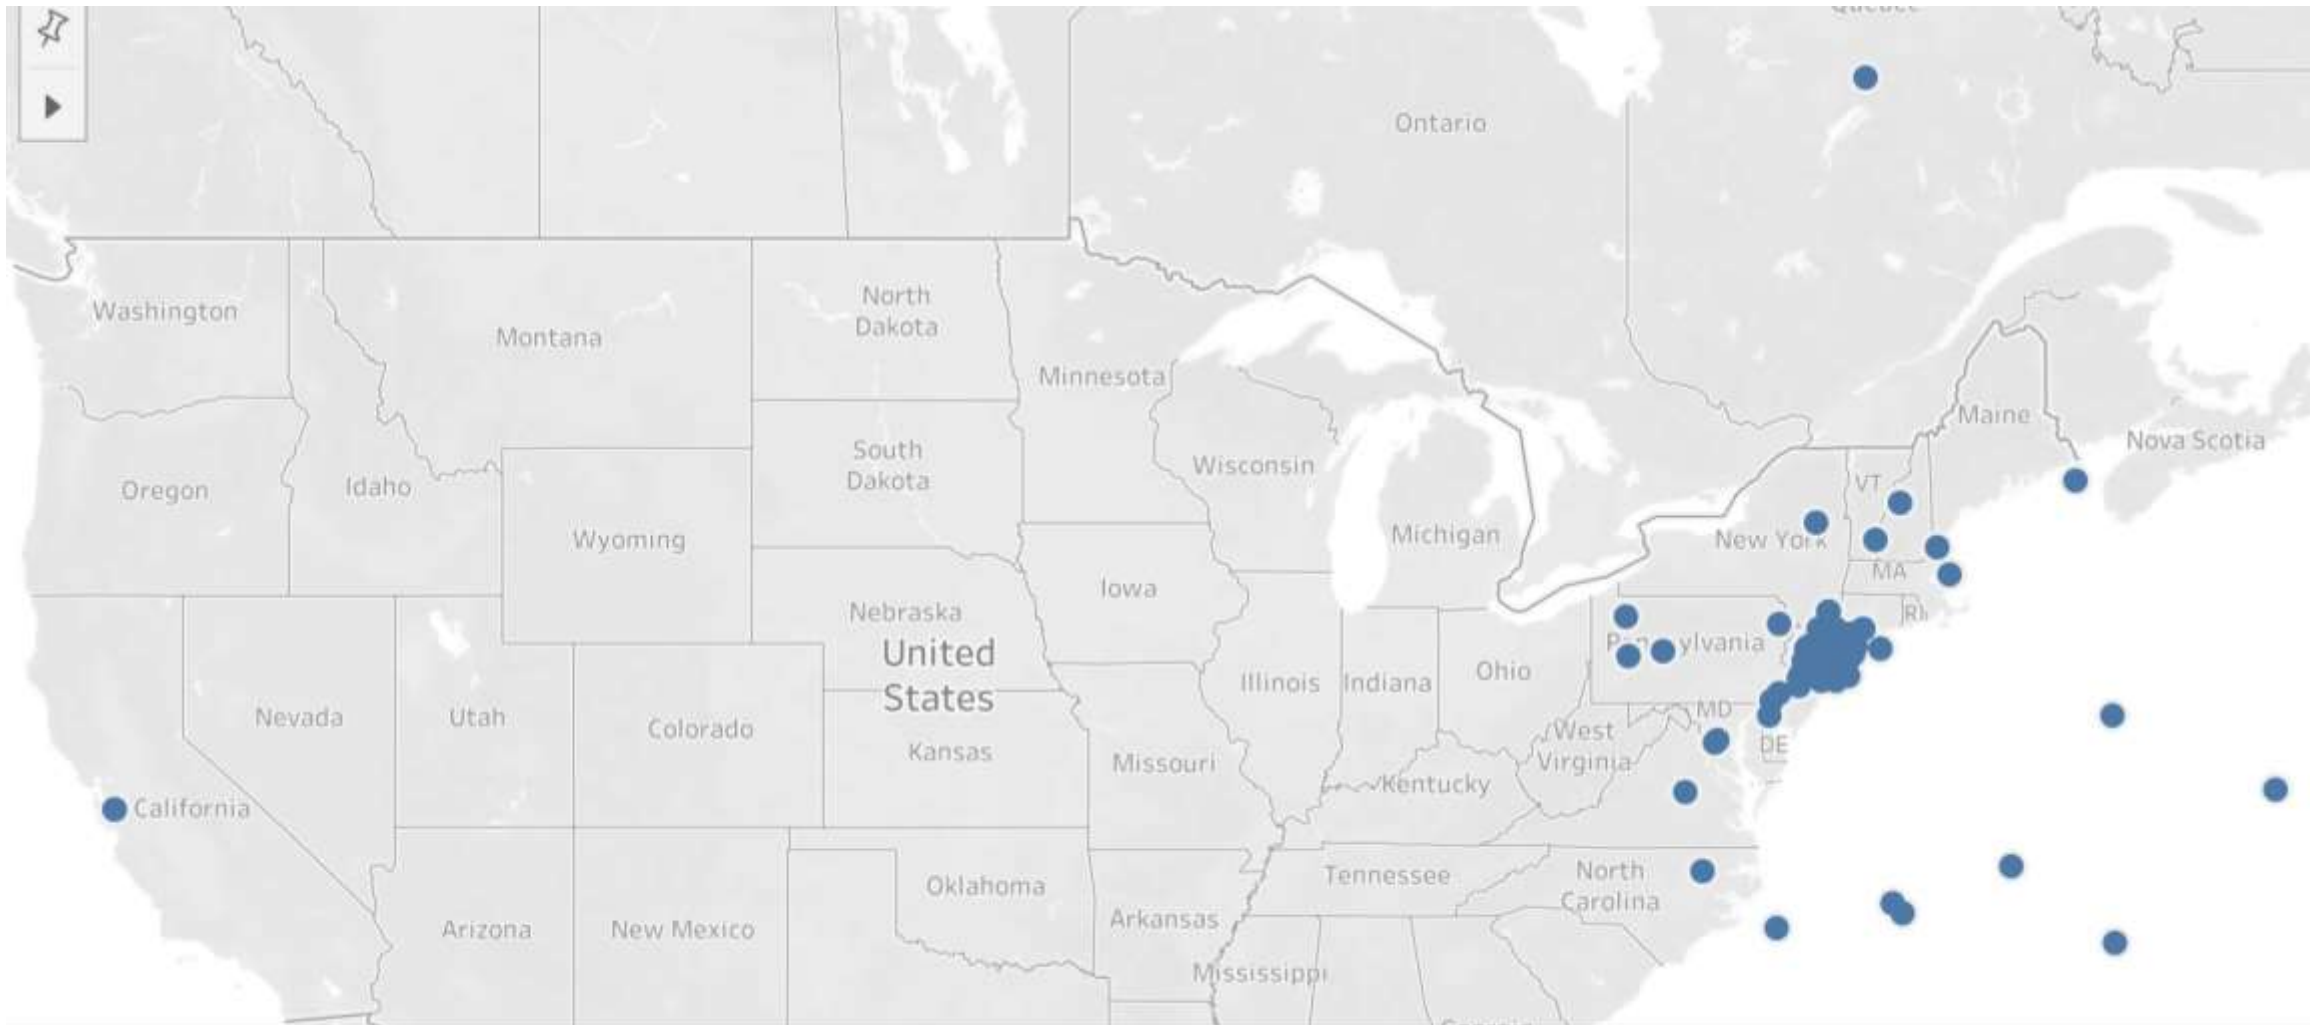 Ontario
Washington
Montana
North
Dakota
Minnesota
Maine
Nova Scotia
South
Dakota
Wisconsin
VT
Oregon
Idaho
Wyoming
Michigan
New York
MA
Iowa
Nebraska
RI
United
States
Illinois
Indiana
Ohio
Nevada
Utah
Colorado
Kansas
Missouri
West
Virginia
MD
DE
Kentucky
California
Oklahoma
Tennessee
North
Carolina
Arizona
New Mexico
Arkansas
Mississippi